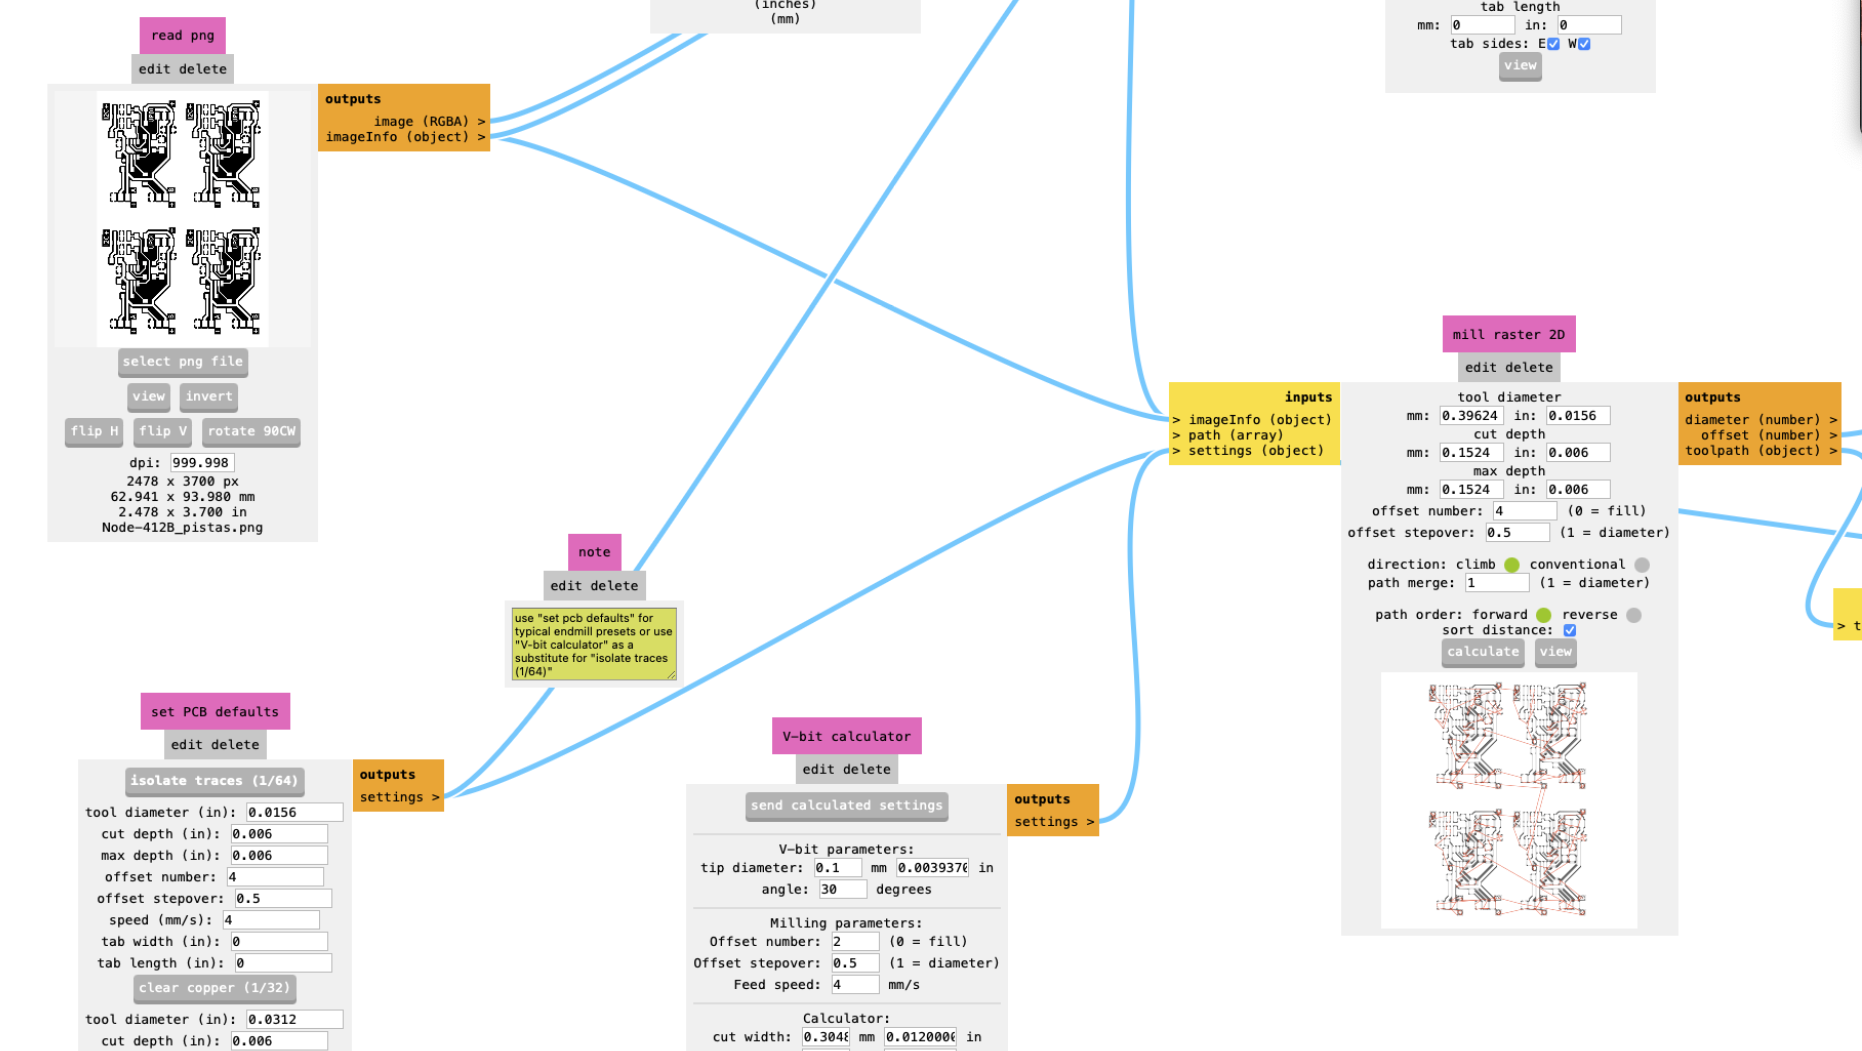 (inches)
(mm)
tab length
mm: 0 in: 0
tab sides: E W
view
read png
edit delete
outputs
image (RGBA) >
imageInfo (object) >
select png file
view invert
flip H flip V rotate 90CW
dpi: 999.998
2478 x 3700 px
62.941 x 93.980 mm
2.478 x 3.700 in
Node-412B_pistas.png
note
edit delete
use "set pcb defaults" for
typical endmill presets or use
"V-bit calculator" as a
substitute for "isolate traces
(1/64)"
set PCB defaults
edit delete
isolate traces (1/64)
tool diameter (in): 0.0156
cut depth (in): 0.006
max depth (in): 0.006
offset number: 4
offset stepover: 0.5
speed (mm/s): 4
tab width (in): 0
tab length (in): 0
clear copper (1/32)
tool diameter (in): 0.0312
cut depth (in): 0.006
outputs
settings >
V-bit calculator
edit delete
send calculated settings
V-bit parameters:
tip diameter: 0.1 mm 0.003937 in
angle: 30 degrees
Milling parameters:
Offset number: 2 (0 = fill)
Offset stepover: 0.5 (1 = diameter)
Feed speed: 4 mm/s
Calculator:
cut width: 0.304 mm 0.012000 in
outputs
settings >
mill raster 2D
edit delete
inputs
> imageInfo (object)
> path (array)
> settings (object)
tool diameter
mm: 0.39624 in: 0.0156
cut depth
mm: 0.1524 in: 0.006
max depth
mm: 0.1524 in: 0.006
offset number: 4 (0 = fill)
offset stepover: 0.5 (1 = diameter)
direction: climb conventional
path merge: 1 (1 = diameter)
path order: forward reverse
sort distance:
calculate view
outputs
diameter (number) >
offset (number) >
toolpath (object) >
> t